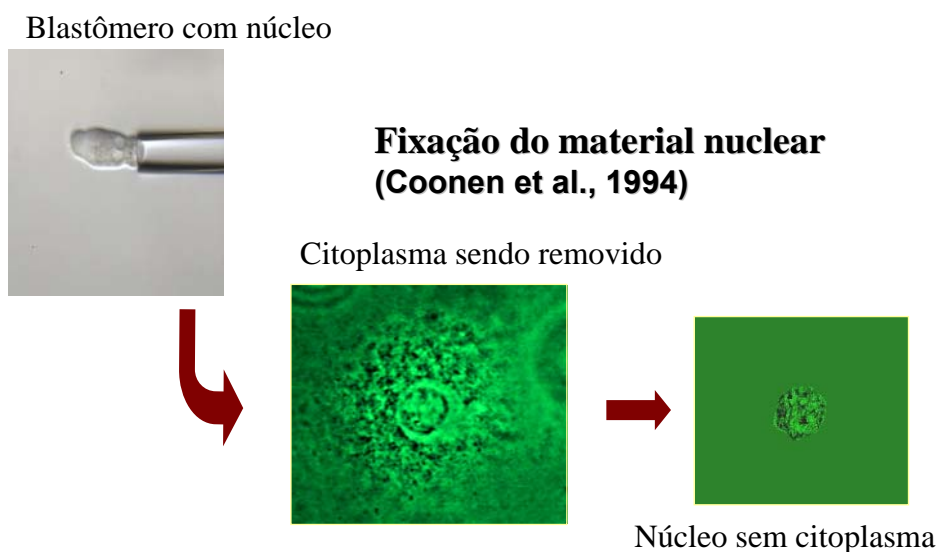 Blastômero com núcleo
Fixação do material nuclear
(Coonen et al., 1994)
Citoplasma sendo removido
Núcleo sem citoplasma